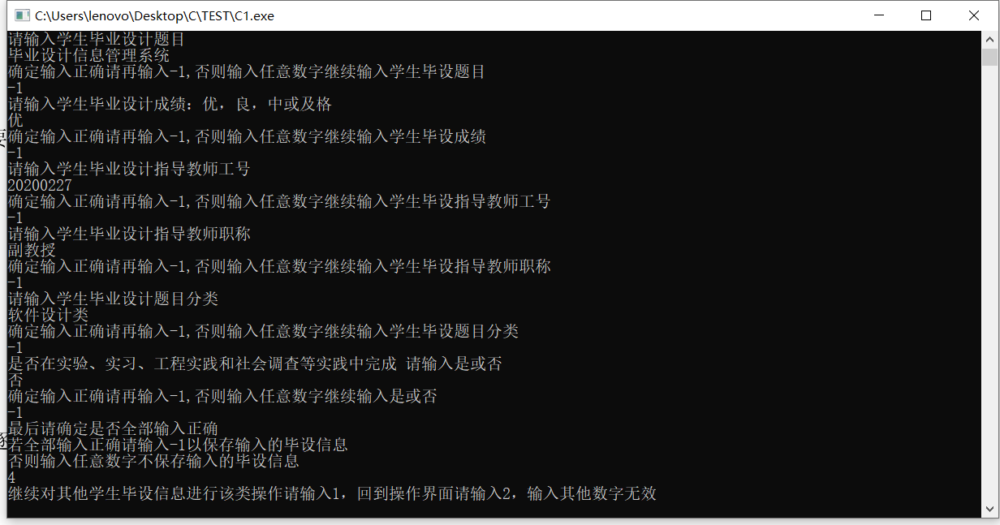 C:\Users\lenovo\Desktop\C\TEST\C1.exe
请输入学生毕业设计题目
毕业设计信息管理系统
确定输入正确请再输入-1,否则输入任意数字继续输入学生毕设题目
-1
请输入学生毕业设计成绩：优，良，中或及格
优
确定输入正确请再输入-1,否则输入任意数字继续输入学生毕设成绩
-1
请输入学生毕业设计指导教师工号
20200227
确定输入正确请再输入-1,否则输入任意数字继续输入学生毕设指导教师工号
-1
请输入学生毕业设计指导教师职称
副教授
确定输入正确请再输入-1,否则输入任意数字继续输入学生毕设指导教师职称
-1
请输入学生毕业设计题目分类
软件设计类
确定输入正确请再输入-1,否则输入任意数字继续输入学生毕设题目分类
-1
是否在实验、实习、工程实践和社会调查等实践中完成 请输入是或否
否
确定输入正确请再输入-1,否则输入任意数字继续输入是或否
-1
最后请确定是否全部输入正确
若全部输入正确请输入-1以保存输入的毕设信息
否则输入任意数字不保存输入的毕设信息
4
继续对其他学生毕设信息进行该类操作请输入1，回到操作界面请输入2，输入其他数字无效